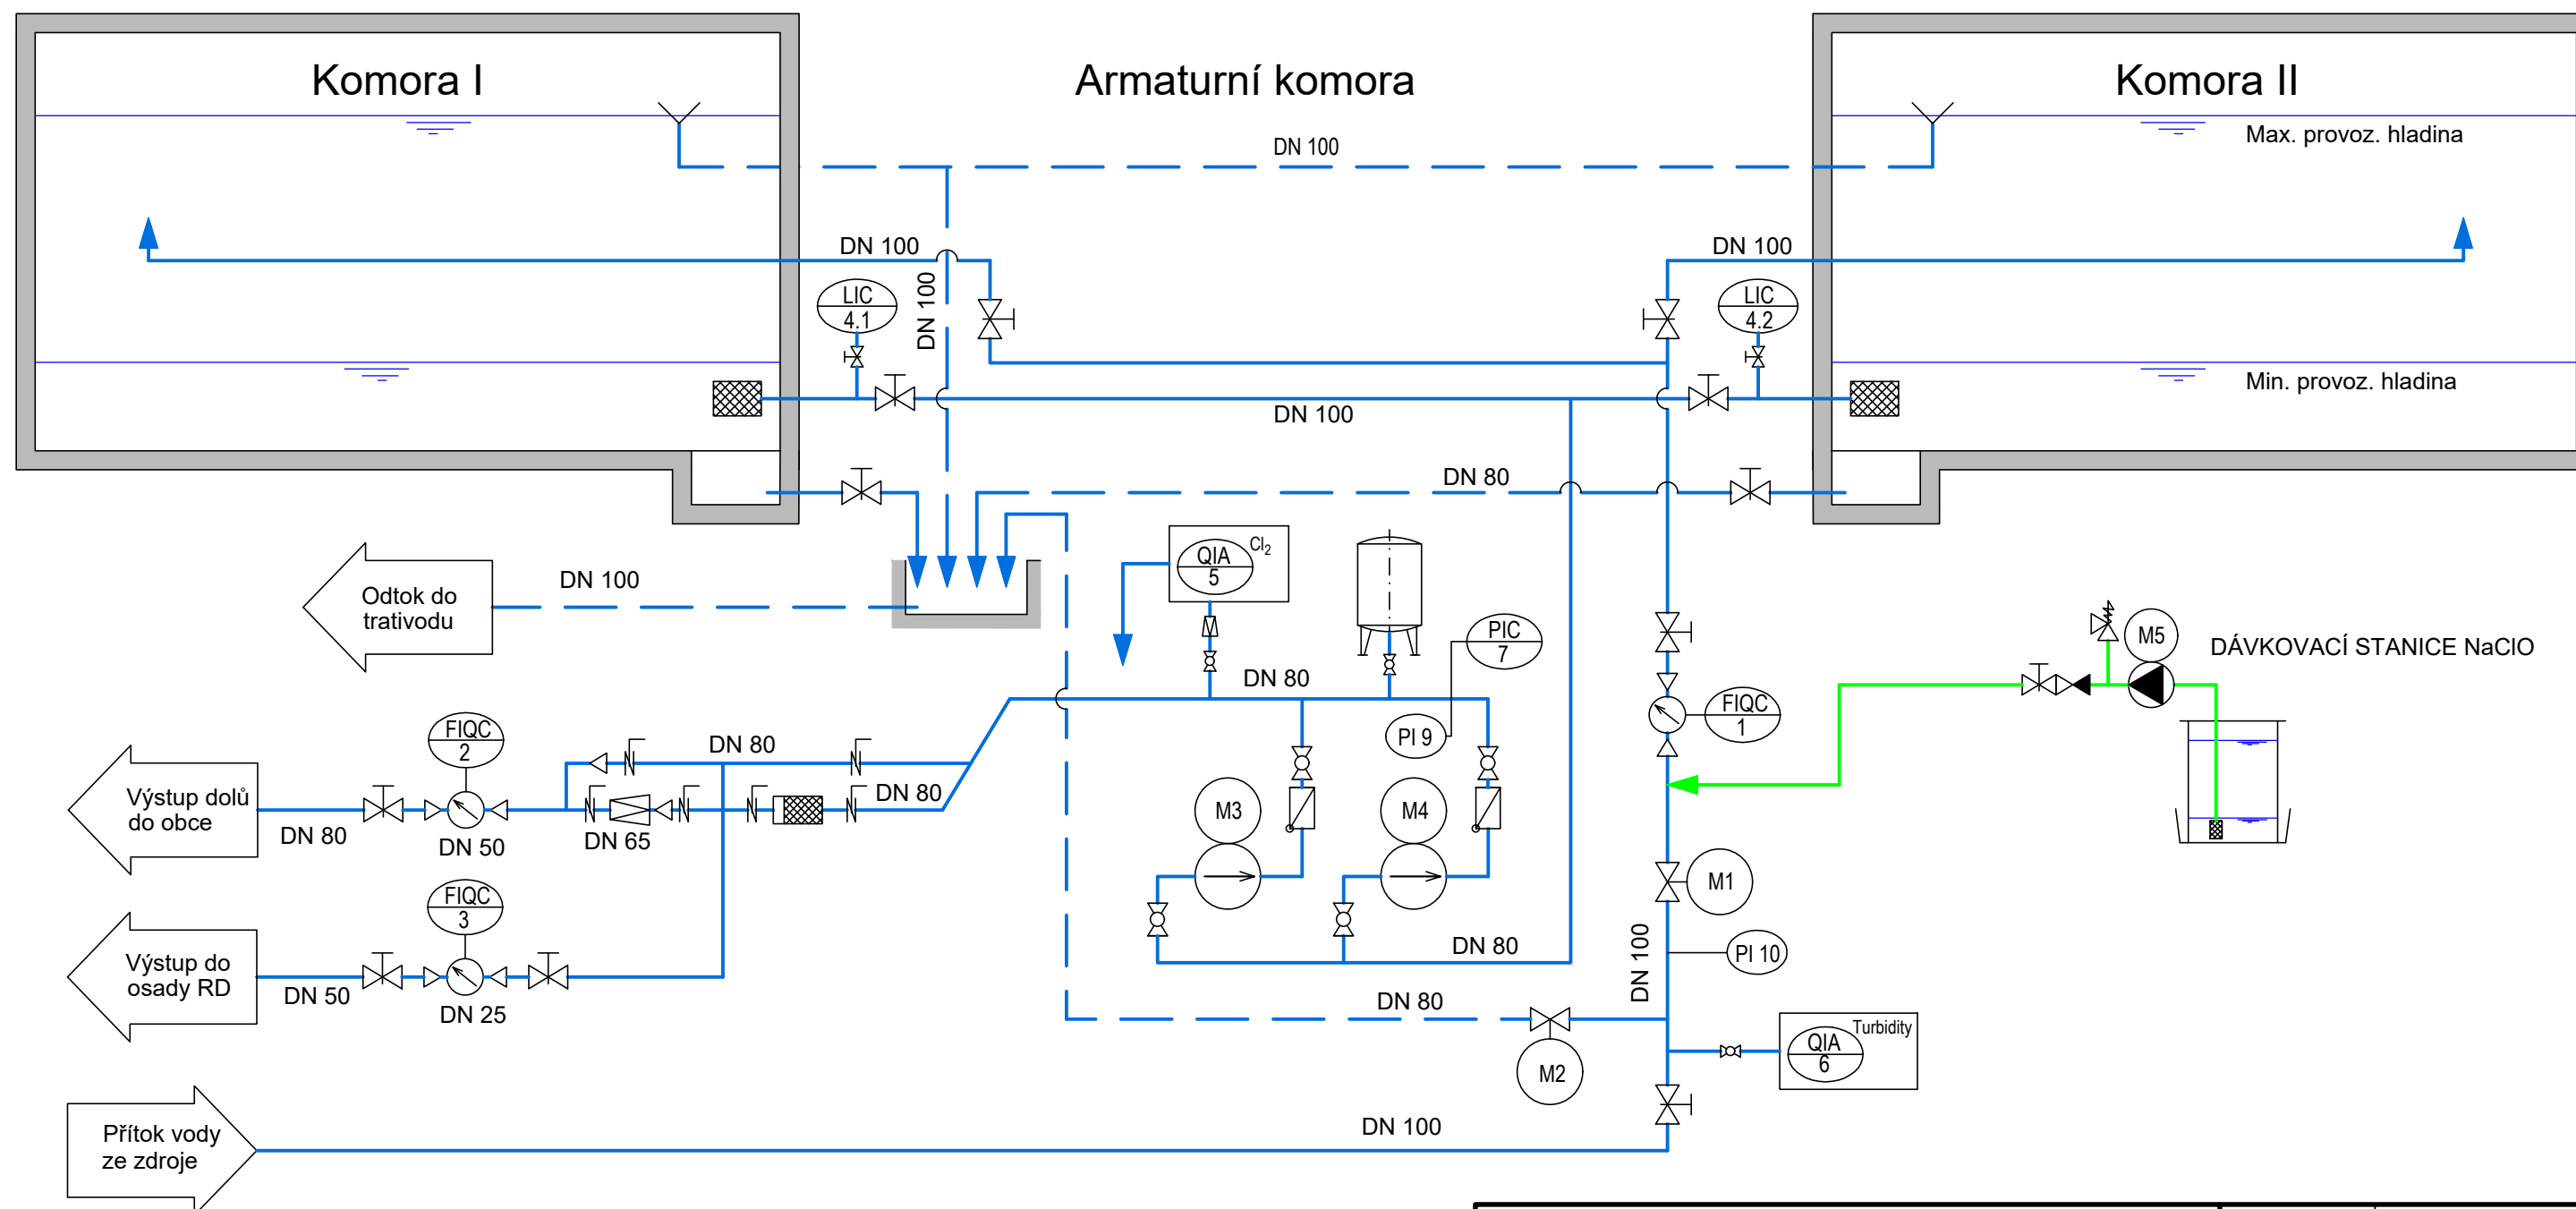 Komora I
Armaturní komora
Komora II
Max. provoz. hladina
DN 100
DN 100
DN 100
DN 100
LIC
4.1
LIC
4.2
Min. provoz. hladina
DN 100
DN 80
QIA
5
Cl₂
DN 100
Odtok do
trativodu
PIC
7
M5
DÁVKOVACÍ STANICE NaClO
DN 80
FIQC
1
FIQC
2
DN 80
PI 9
Výstup dolů
do obce
DN 80
DN 80
DN 50
DN 65
M3
M4
M1
FIQC
3
Výstup do
osady RD
DN 50
DN 25
DN 80
DN 100
PI 10
DN 80
Turbidity
QIA
6
M2
Přítok vody
ze zdroje
DN 100